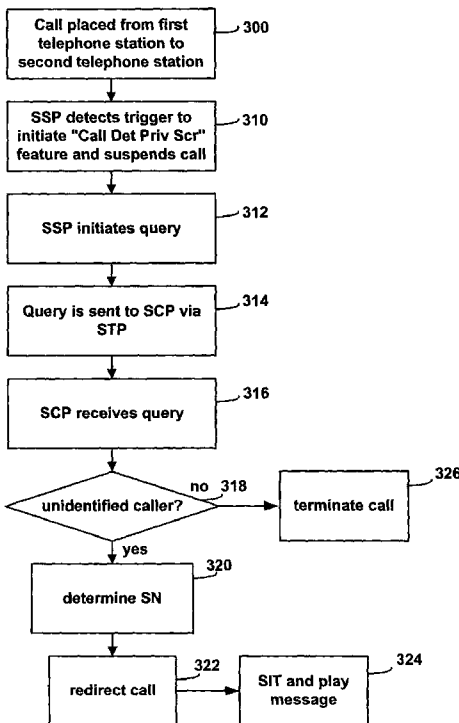 Call placed from first
telephone station to
second telephone station
300
SSP detects trigger to
initiate "Call Det Priv Scr"
feature and suspends call
310
SSP initiates query
312
Query is sent to SCP via
STP
314
SCP receives query
316
unidentified caller?
no
318
terminate call
326
yes
determine SN
320
redirect call
322
SIT and play
message
324